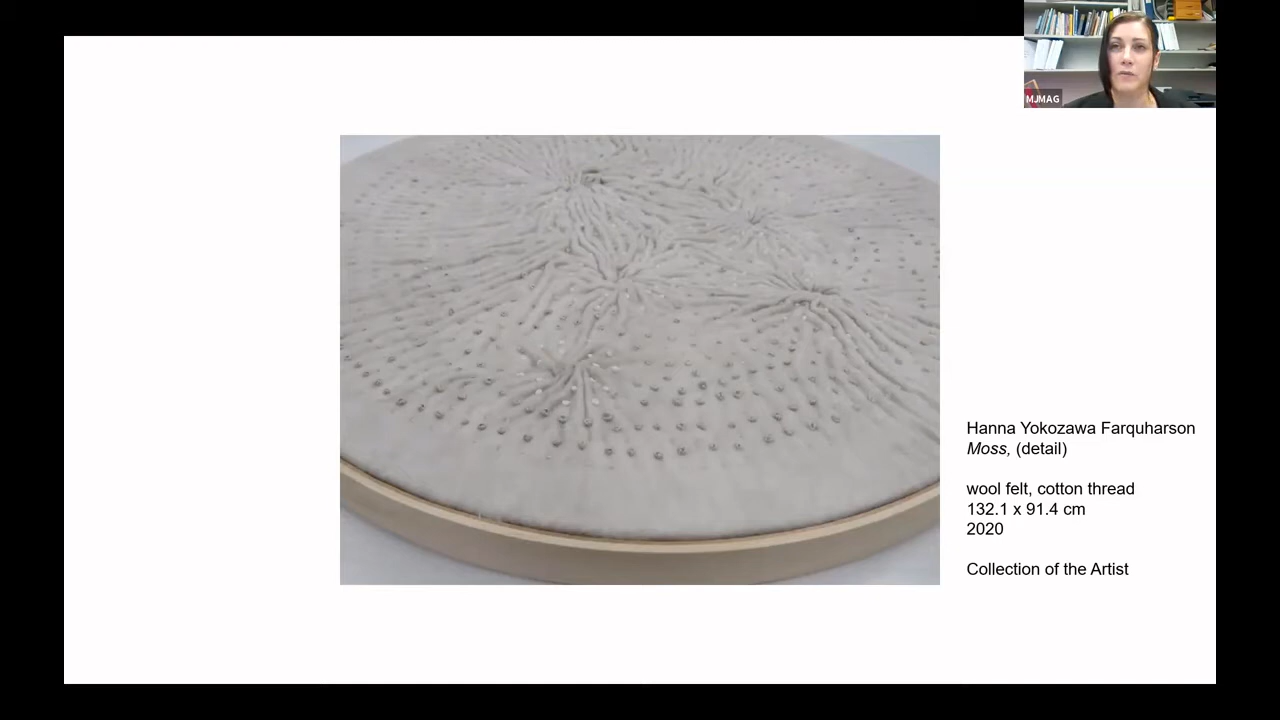 MJMAG
Hanna Yokozawa Farquharson
Moss, (detail)
wool felt, cotton thread
132.1 x 91.4 cm
2020
Collection of the Artist